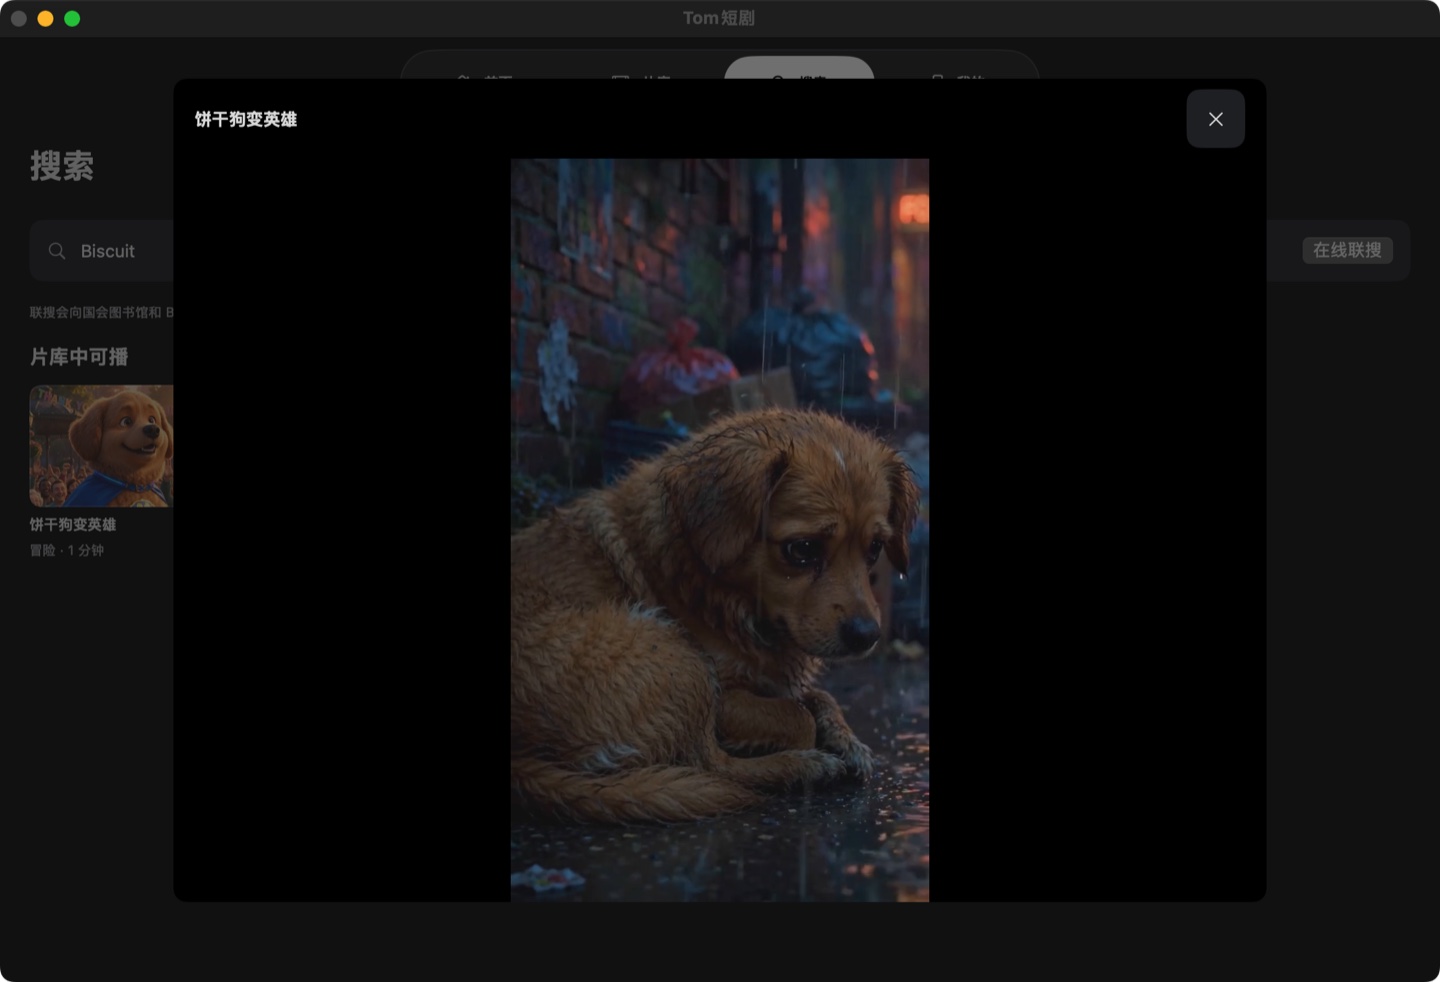 Tom短剧
饼干狗变英雄
搜索
Biscuit
在线联搜
联搜会向国会图书馆和 B
片库中可播
饼干狗变英雄
冒险 · 1 分钟